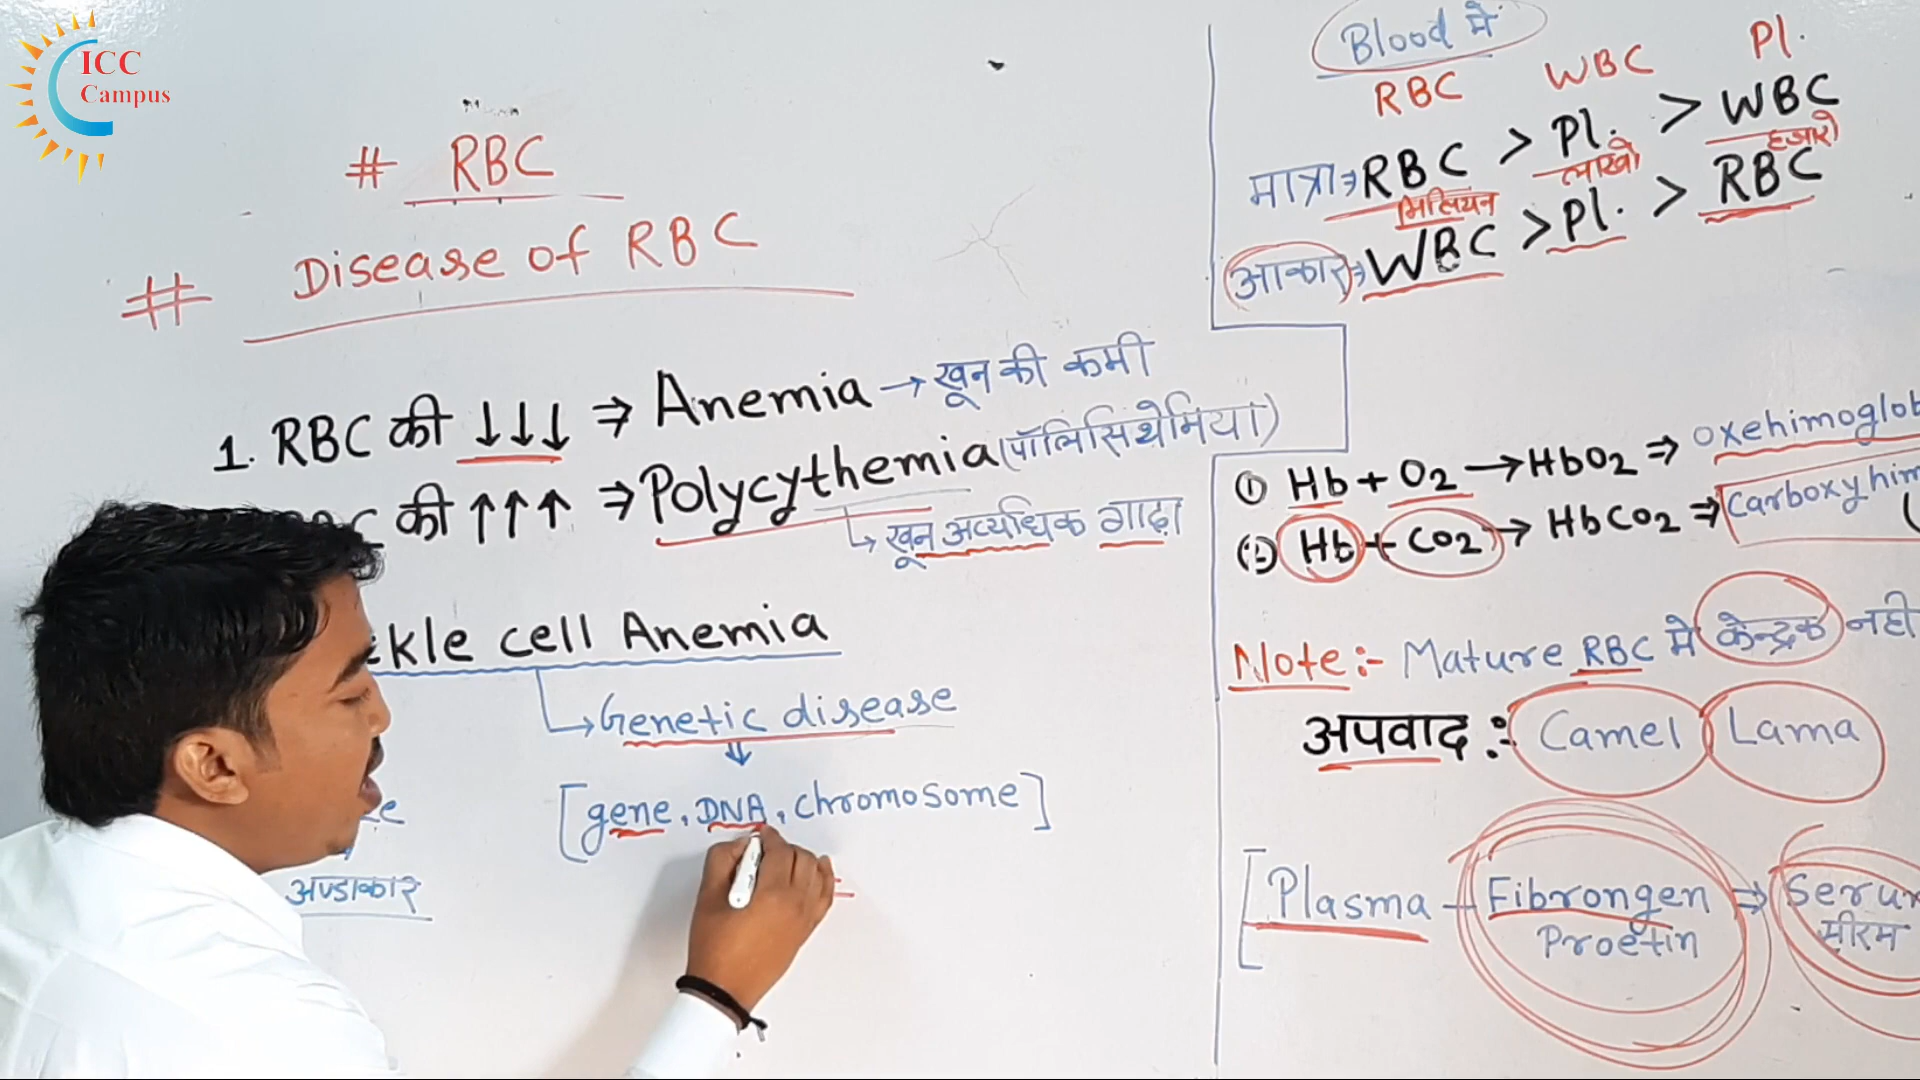 ICC
Campus
# RBC
# Disease of RBC
1. RBC की ↓↓↓ ⇒ Anemia → खून की कमी
की ↑↑↑ ⇒ Polycythemia (पॉलिसिथेमिया)
↳ खून अत्यधिक गाढ़ा
kle cell Anemia
↳ Genetic disease
↓
[gene, DNA, chromosome]
अण्डाकार
Blood मे
RBC WBC Pl.
मात्रा → RBC > Pl. > WBC
मिलियन लाखो हजारो
आकार → WBC > Pl. > RBC
① Hb + O2 → HbO2 ⇒ oxehimoglob
Hb + CO2 → HbCO2 ⇒ Carboxyhim
Note:- Mature RBC मे केन्द्रक नही
अपवाद :- Camel Lama
[Plasma - Fibrongen ⇒ Seru
Proetin सीरम